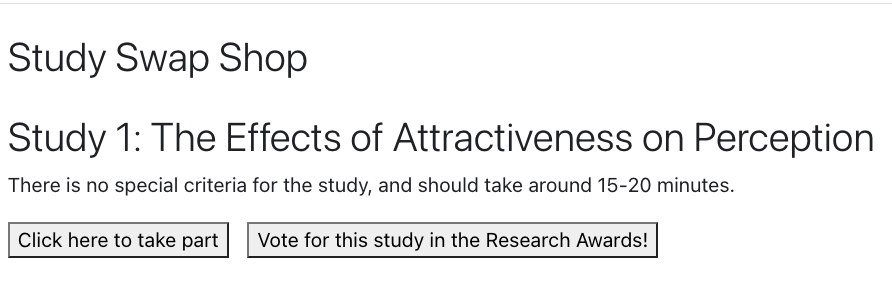 Study Swap Shop
Study 1: The Effects of Attractiveness on Perception
There is no special criteria for the study, and should take around 15-20 minutes.
Click here to take part
Vote for this study in the Research Awards!